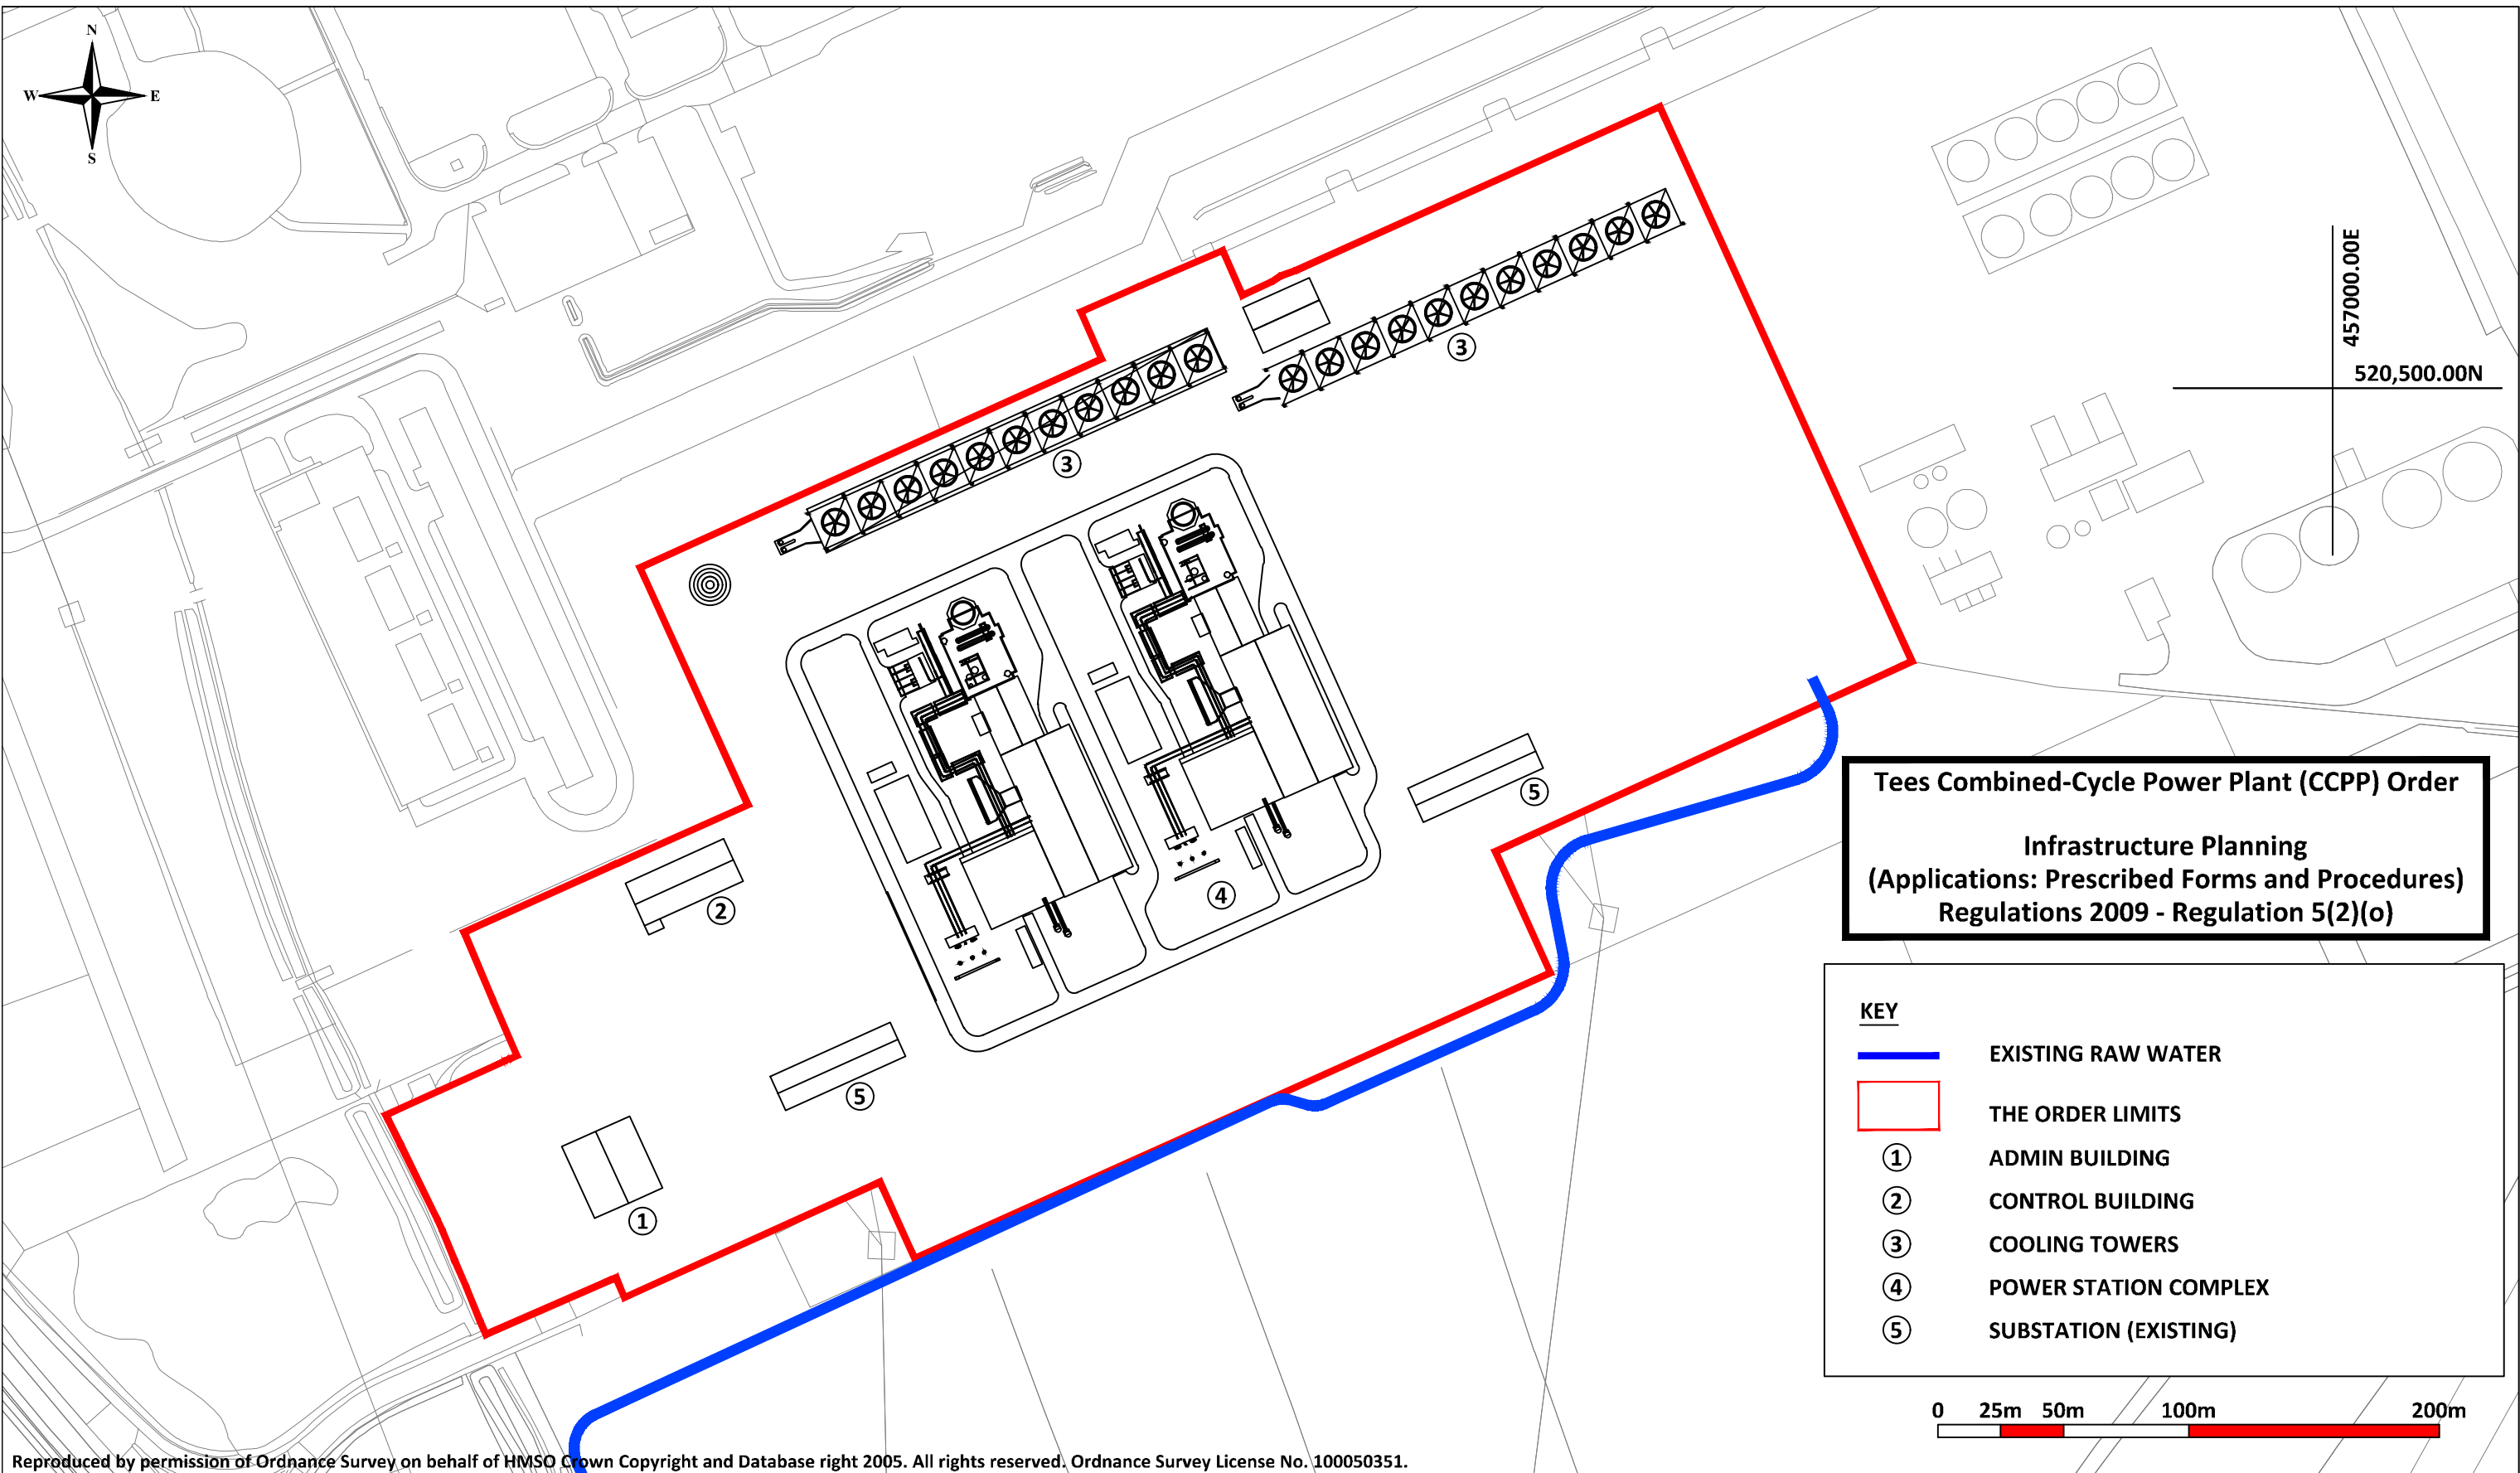 N
W E
S
457000.00E
520,500.00N
3
3
5
4
2
5
1
Tees Combined-Cycle Power Plant (CCPP) Order
Infrastructure Planning
(Applications: Prescribed Forms and Procedures)
Regulations 2009 - Regulation 5(2)(o)
KEY
EXISTING RAW WATER
THE ORDER LIMITS
1 ADMIN BUILDING
2 CONTROL BUILDING
3 COOLING TOWERS
4 POWER STATION COMPLEX
5 SUBSTATION (EXISTING)
0 25m 50m 100m 200m
Reproduced by permission of Ordnance Survey on behalf of HMSO Crown Copyright and Database right 2005. All rights reserved. Ordnance Survey License No. 100050351.